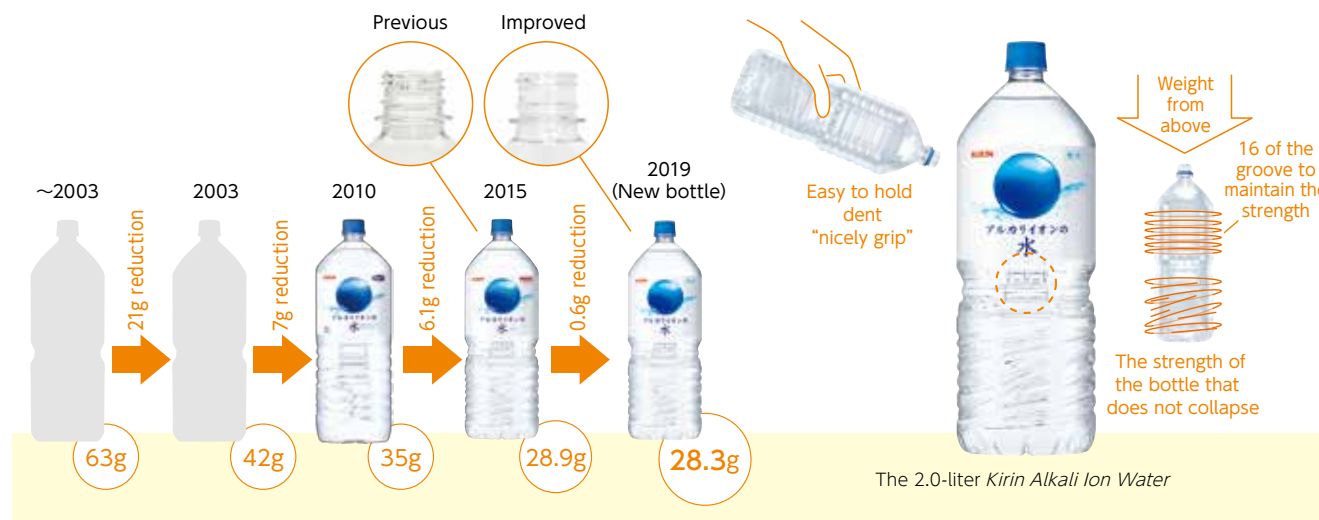 Previous
Improved
~2003
2003
2010
2015
2019
(New bottle)
21g reduction
7g reduction
6.1g reduction
0.6g reduction
63g
42g
35g
28.9g
28.3g
Easy to hold
dent
“nicely grip”
KIRIN
アルカリイオンの
水
Weight
from
above
16 of the
groove to
maintain the
strength
The strength of
the bottle that
does not collapse
The 2.0-liter Kirin Alkali Ion Water